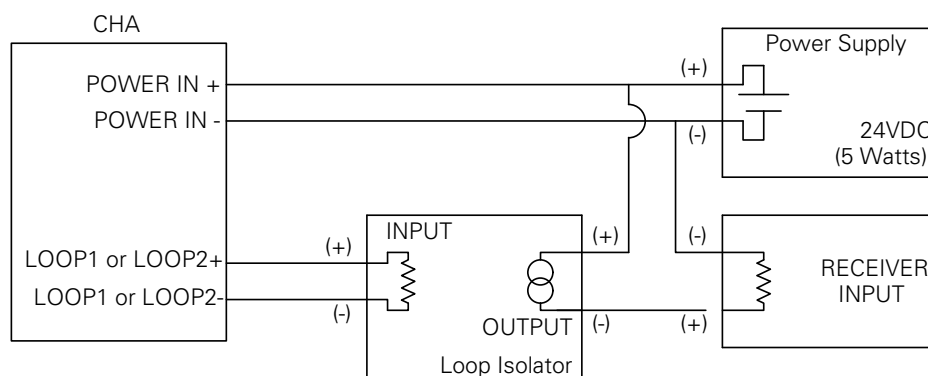 CHA
Power Supply
POWER IN +
(+)
POWER IN -
(-)
24VDC
(5 Watts)
INPUT
(+)
(+)
(-)
LOOP1 or LOOP2+
RECEIVER
INPUT
LOOP1 or LOOP2-
(-)
OUTPUT
(-)
(+)
Loop Isolator